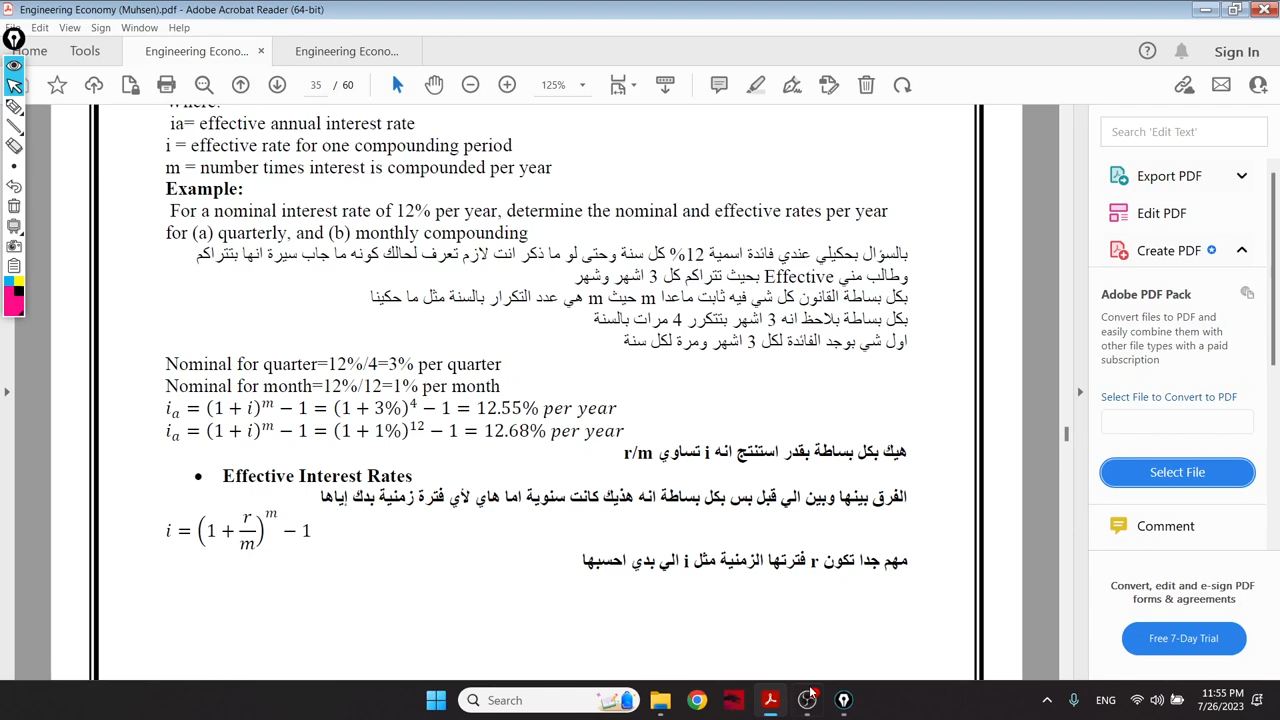 Engineering Economy (Muhsen).pdf - Adobe Acrobat Reader (64-bit)
File Edit View Sign Window Help
Home Tools Engineering Econo... × Engineering Econo...
Sign In
35 / 60 125%
Where:
ia= effective annual interest rate
i = effective rate for one compounding period
m = number times interest is compounded per year
Example:
For a nominal interest rate of 12% per year, determine the nominal and effective rates per year
for (a) quarterly, and (b) monthly compounding
بالسؤال بحكيلي عندي فائدة اسمية 12% كل سنة وحتى لو ما ذكر انت لازم تعرف لحالك كونه ما جاب سيرة انها بتتراكم
وطالب مني Effective بحيث تتراكم كل 3 اشهر وشهر
بكل بساطة القانون كل شي فيه ثابت ماعدا m حيث m هي عدد التكرار بالسنة مثل ما حكينا
بكل بساطة بلاحظ انه 3 اشهر بتتكرر 4 مرات بالسنة
اول شي بوجد الفائدة لكل 3 اشهر ومرة لكل سنة
Nominal for quarter=12%/4=3% per quarter
Nominal for month=12%/12=1% per month
i_a = (1 + i)^m − 1 = (1 + 3%)^4 − 1 = 12.55% per year
i_a = (1 + i)^m − 1 = (1 + 1%)^12 − 1 = 12.68% per year
هيك بكل بساطة بقدر استنتج انه i تساوي r/m
• Effective Interest Rates
الفرق بينها وبين الي قبل بس بكل بساطة انه هذيك كانت سنوية اما هاي لأي فترة زمنية بدك إياها
i = (1 + r/m)^m − 1
مهم جدا تكون r فترتها الزمنية مثل i الي بدي احسبها
Search 'Edit Text'
Export PDF
Edit PDF
Create PDF
Adobe PDF Pack
Convert files to PDF and
easily combine them with
other file types with a paid
subscription
Select File to Convert to PDF
Select File
Comment
Convert, edit and e-sign PDF
forms & agreements
Free 7-Day Trial
Search
ENG
11:55 PM
7/26/2023